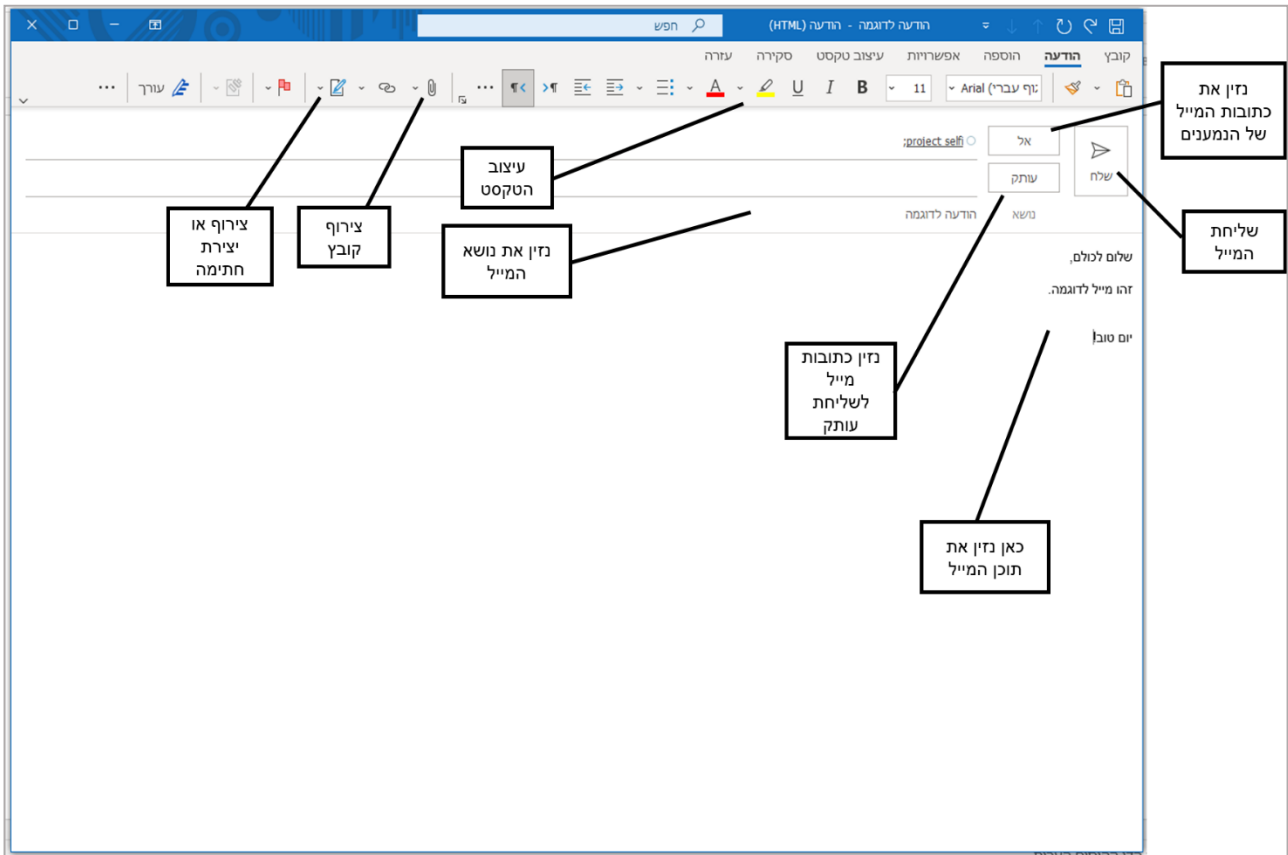 הודעה לדוגמה - הודעה (HTML)
חפש
קובץ הודעה הוספה אפשרויות עיצוב טקסט סקירה עזרה
Arial (גוף עברי 11 B I U A עורך
נזין את
כתובות המייל
של הנמענים
אל
project selfi;
שלח
עותק
נושא
הודעה לדוגמה
עיצוב
הטקסט
צירוף
קובץ
צירוף או
יצירת
חתימה
נזין את נושא
המייל
שליחת
המייל
שלום לכולם,
זהו מייל לדוגמה.
יום טוב!
נזין כתובות
מייל
לשליחת
עותק
כאן נזין את
תוכן המייל